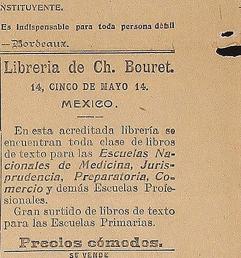 NSTITUYENTE.
Es indispensable para toda persona débil
—Bordeaux.
Librería de Ch. Bouret.
14, CINCO DE MAYO 14.
MEXICO.
En esta acreditada librería se
encuentran toda clase de libros
de texto para las Escuelas Na-
cionales de Medicina, Juris-
prudencia, Preparatoria, Co-
mercio y demás Escuelas Profe-
sionales.
Gran surtido de libros de texto
para las Escuelas Primarias.
Precios cómodos.
SE VENDE